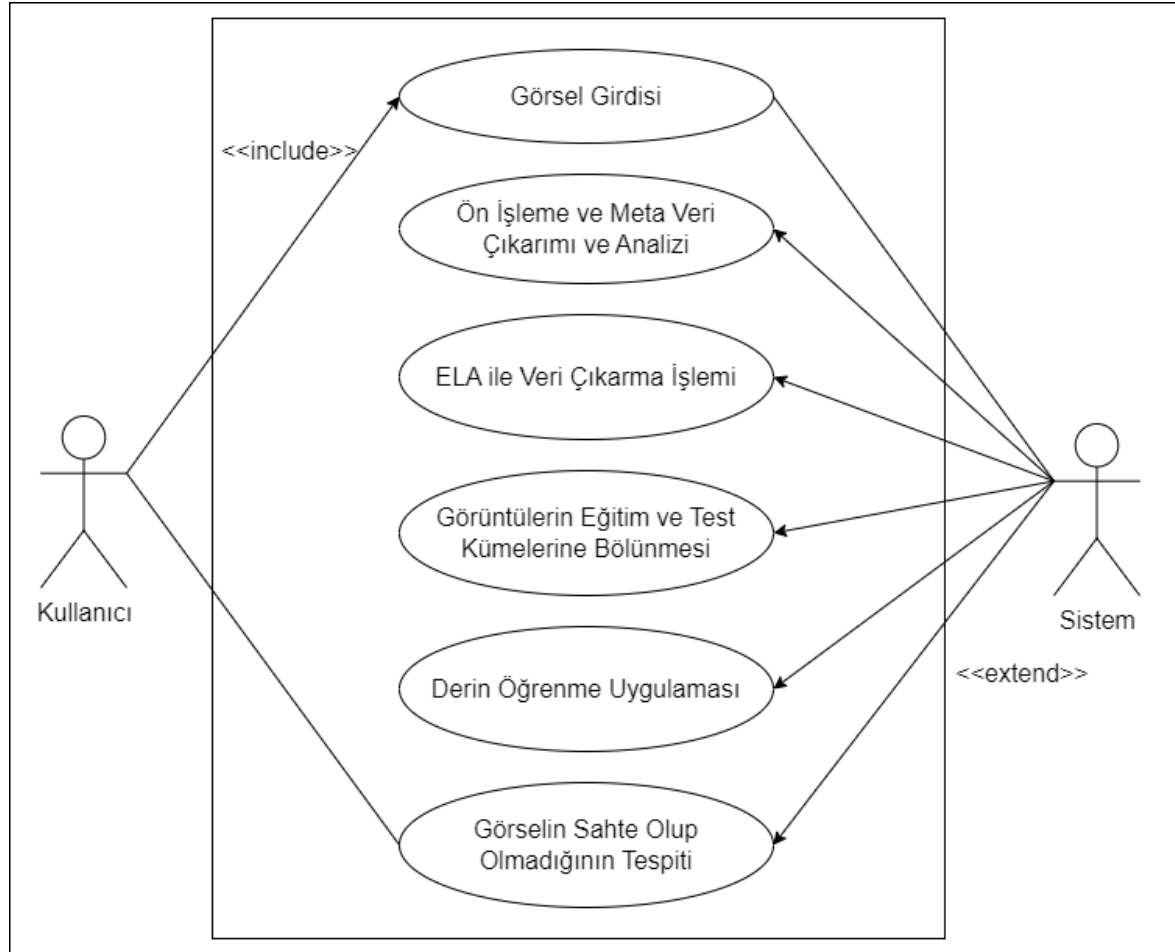 Görsel Girdisi
<<include>>
Ön İşleme ve Meta Veri
Çıkarımı ve Analizi
ELA ile Veri Çıkarma İşlemi
Görüntülerin Eğitim ve Test
Kümelerine Bölünmesi
Kullanıcı
Sistem
<<extend>>
Derin Öğrenme Uygulaması
Görselin Sahte Olup
Olmadığının Tespiti